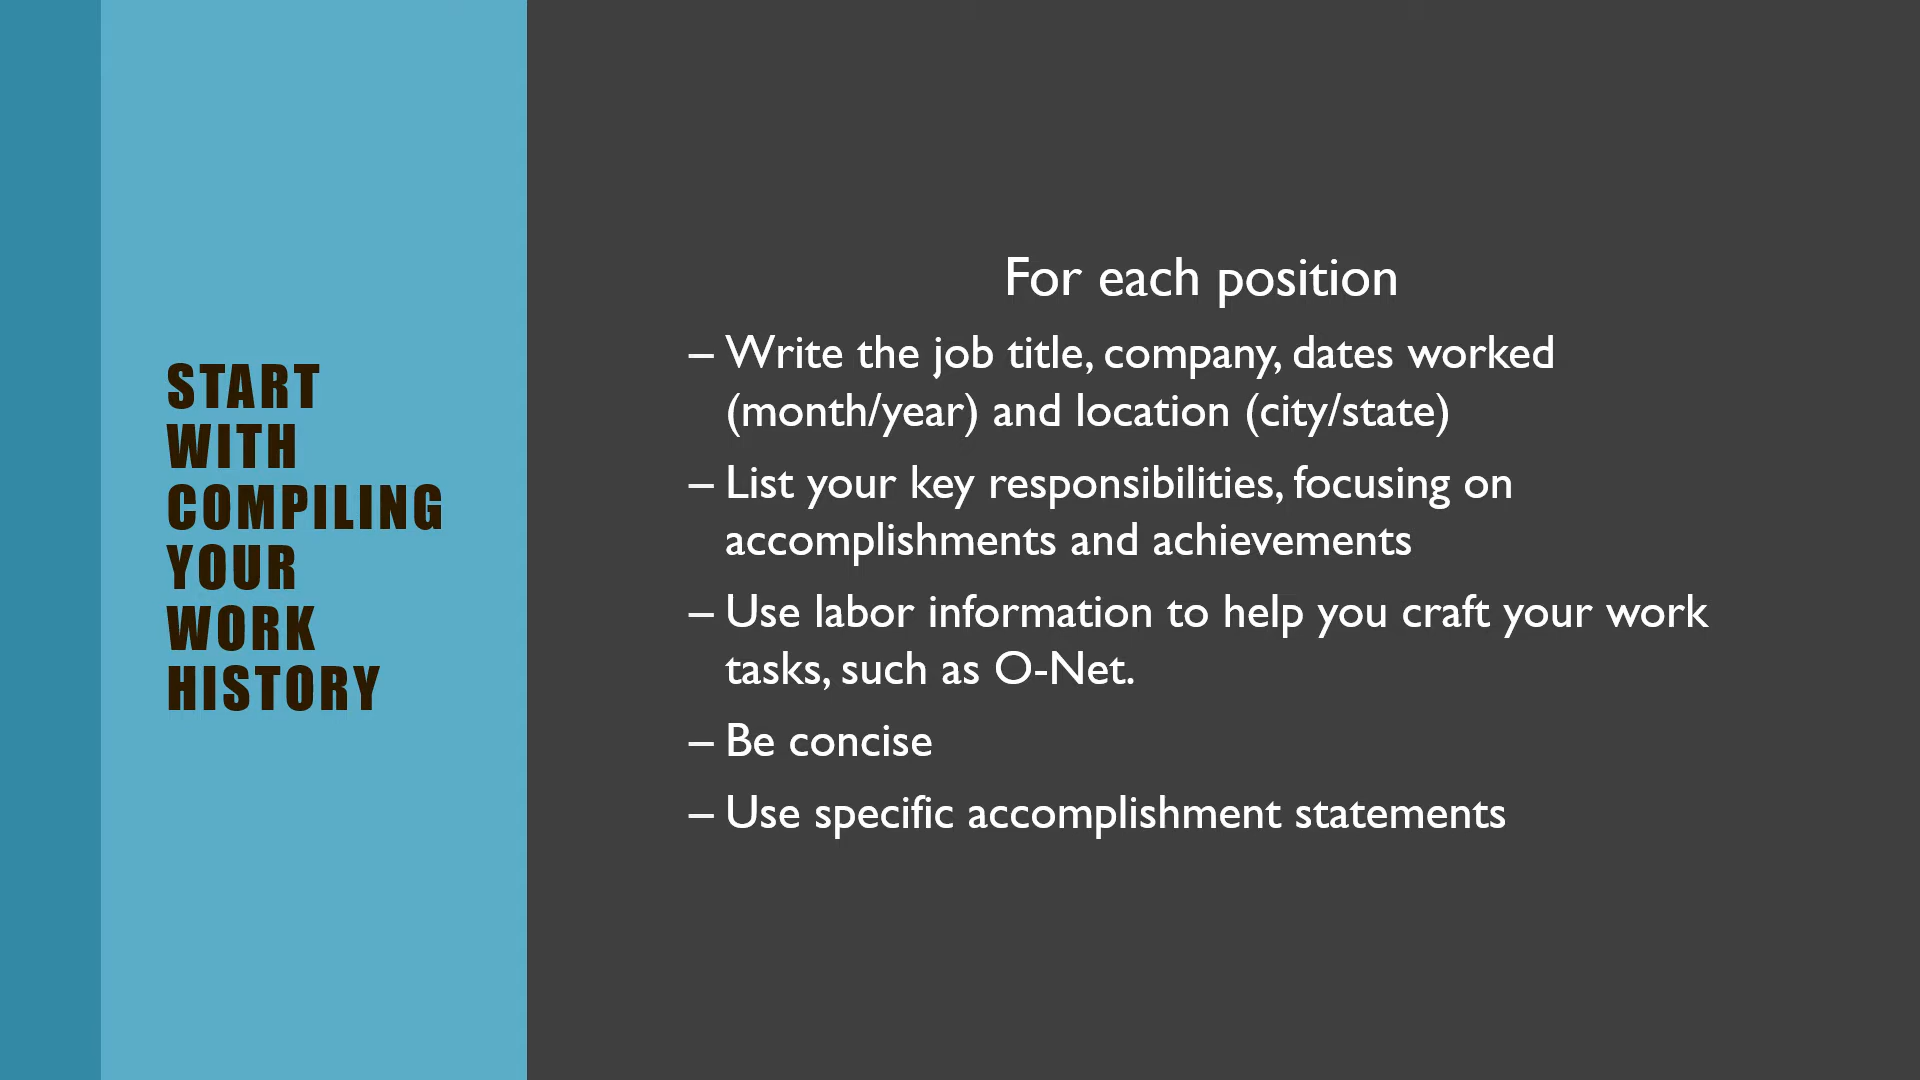 START
WITH
COMPILING
YOUR
WORK
HISTORY
For each position
– Write the job title, company, dates worked
(month/year) and location (city/state)
– List your key responsibilities, focusing on
accomplishments and achievements
– Use labor information to help you craft your work
tasks, such as O-Net.
– Be concise
– Use specific accomplishment statements